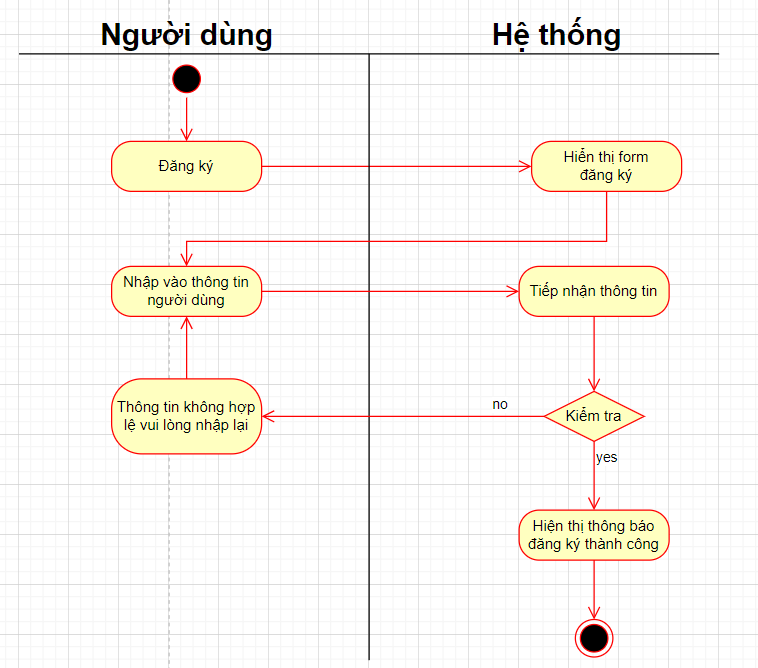 Người dùng
Hệ thống
Đăng ký
Hiển thị form
đăng ký
Nhập vào thông tin
người dùng
Tiếp nhận thông tin
Thông tin không hợp
lệ vui lòng nhập lại
no
Kiểm tra
yes
Hiện thị thông báo
đăng ký thành công